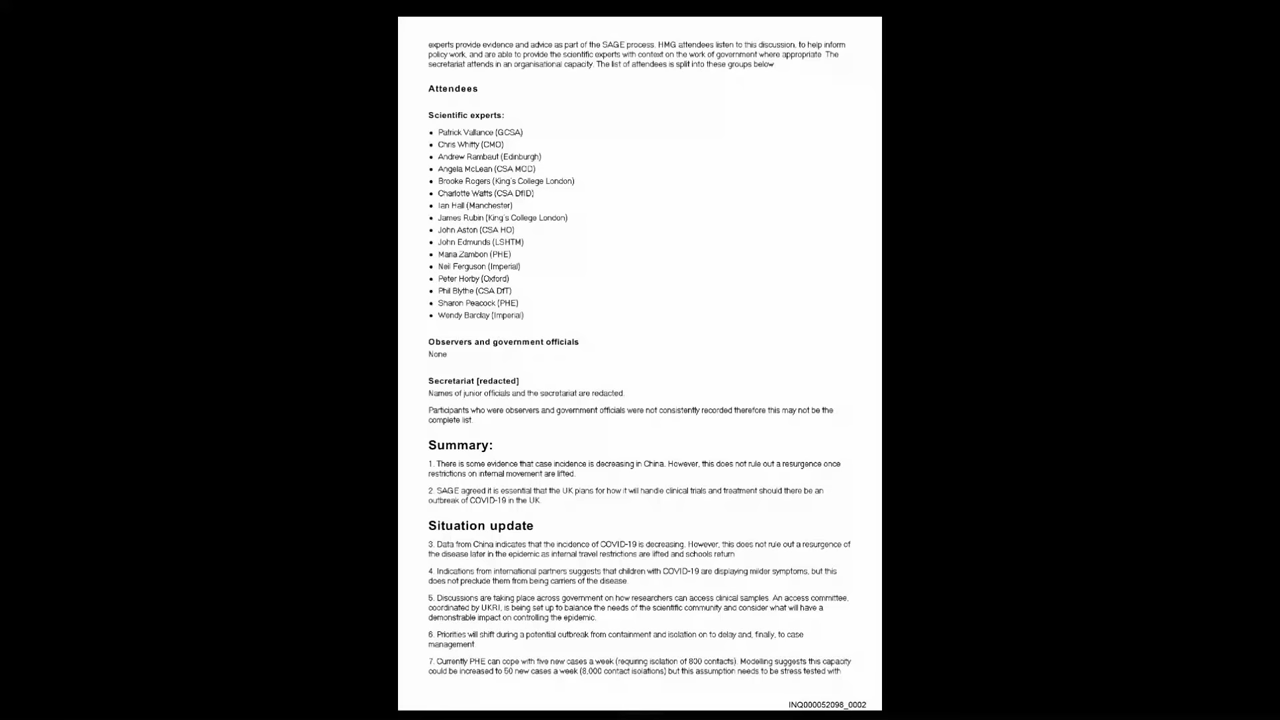 experts provide evidence and advice as part of the SAGE process. HMG attendees listen to this discussion, to help inform
policy work, and are able to provide the scientific experts with context on the work of government where appropriate. The
secretariat attends in an organisational capacity. The list of attendees is split into these groups below
Attendees
Scientific experts:
• Patrick Vallance (GCSA)
• Chris Whitty (CMO)
• Andrew Rambaut (Edinburgh)
• Angela McLean (CSA MOD)
• Brooke Rogers (King's College London)
• Charlotte Watts (CSA DfID)
• Ian Hall (Manchester)
• James Rubin (King's College London)
• John Aston (CSA HO)
• John Edmunds (LSHTM)
• Maria Zambon (PHE)
• Neil Ferguson (Imperial)
• Peter Horby (Oxford)
• Phil Blythe (CSA DfT)
• Sharon Peacock (PHE)
• Wendy Barclay (Imperial)
Observers and government officials
None
Secretariat [redacted]
Names of junior officials and the secretariat are redacted.
Participants who were observers and government officials were not consistently recorded therefore this may not be the
complete list.
Summary:
1. There is some evidence that case incidence is decreasing in China. However, this does not rule out a resurgence once
restrictions on internal movement are lifted.
2. SAGE agreed it is essential that the UK plans for how it will handle clinical trials and treatment should there be an
outbreak of COVID-19 in the UK.
Situation update
3. Data from China indicates that the incidence of COVID-19 is decreasing. However, this does not rule out a resurgence of
the disease later in the epidemic as internal travel restrictions are lifted and schools return
4. Indications from international partners suggests that children with COVID-19 are displaying milder symptoms, but this
does not preclude them from being carriers of the disease.
5. Discussions are taking place across government on how researchers can access clinical samples. An access committee,
coordinated by UKRI, is being set up to balance the needs of the scientific community and consider what will have a
demonstrable impact on controlling the epidemic.
6. Priorities will shift during a potential outbreak from containment and isolation on to delay and, finally, to case
management
7. Currently PHE can cope with five new cases a week (requiring isolation of 800 contacts). Modelling suggests this capacity
could be increased to 50 new cases a week (8,000 contact isolations) but this assumption needs to be stress tested with
INQ000052098_0002